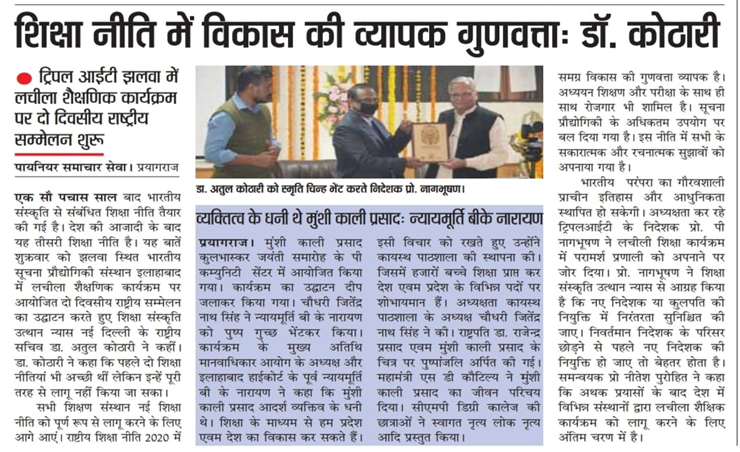 शिक्षा नीति में विकास की व्यापक गुणवत्ताः डॉ. कोठारी
ट्रिपल आईटी झलवा में
लचीला शैक्षणिक कार्यक्रम
पर दो दिवसीय राष्ट्रीय
सम्मेलन शुरू
पायनियर समाचार सेवा। प्रयागराज
एक सौ पचास साल बाद भारतीय
संस्कृति से संबंधित शिक्षा नीति तैयार
की गई है। देश की आजादी के बाद
यह तीसरी शिक्षा नीति है। यह बातें
शुक्रवार को झलवा स्थित भारतीय
सूचना प्रौद्योगिकी संस्थान इलाहाबाद
में लचीला शैक्षणिक कार्यक्रम पर
आयोजित दो दिवसीय राष्ट्रीय सम्मेलन
का उद्घाटन करते हुए शिक्षा संस्कृति
उत्थान न्यास नई दिल्ली के राष्ट्रीय
सचिव डॉ. अतुल कोठारी ने कहीं।
डॉ. कोठारी ने कहा कि पहले दो शिक्षा
नीतियां भी अच्छी थीं लेकिन इन्हें पूरी
तरह से लागू नहीं किया जा सका।
सभी शिक्षण संस्थान नई शिक्षा
नीति को पूर्ण रूप से लागू करने के लिए
आगे आएं। राष्ट्रीय शिक्षा नीति 2020 में
डा. अतुल कोठारी को स्मृति चिन्ह भेंट करते निदेशक प्रो. नागभूषण।
समग्र विकास की गुणवत्ता व्यापक है।
अध्ययन शिक्षण और परीक्षा के साथ ही
साथ रोजगार भी शामिल है। सूचना
प्रौद्योगिकी के अधिकतम उपयोग पर
बल दिया गया है। इस नीति में सभी के
सकारात्मक और रचनात्मक सुझावों को
अपनाया गया है।
भारतीय परंपरा का गौरवशाली
प्राचीन इतिहास और आधुनिकता
स्थापित हो सकेगी। अध्यक्षता कर रहे
ट्रिपलआईटी के निदेशक प्रो. पी
नागभूषण ने लचीली शिक्षा कार्यक्रम
में परामर्श प्रणाली को अपनाने पर
जोर दिया। प्रो. नागभूषण ने शिक्षा
संस्कृति उत्थान न्यास से आग्रह किया
है कि नए निदेशक या कुलपति की
नियुक्ति में निरंतरता सुनिश्चित की
जाए। निवर्तमान निदेशक के परिसर
छोड़ने से पहले नए निदेशक की
नियुक्ति हो जाए तो बेहतर होता है।
समन्वयक प्रो नीतेश पुरोहित ने कहा
कि अथक प्रयासों के बाद देश में
विभिन्न संस्थानों द्वारा लचीला शैक्षिक
कार्यक्रम को लागू करने के लिए
अंतिम चरण में है।
व्यक्तित्व के धनी थे मुंशी काली प्रसादः न्यायमूर्ति बीके नारायण
प्रयागराज। मुंशी काली प्रसाद
कुलभास्कर जयंती समारोह के पी
कम्युनिटी सेंटर में आयोजित किया
गया। कार्यक्रम का उद्घाटन दीप
जलाकर किया गया। चौधरी जितेंद्र
नाथ सिंह ने न्यायमूर्ति बी के नारायण
को पुष्प गुच्छ भेंटकर किया।
कार्यक्रम के मुख्य अतिथि
मानवाधिकार आयोग के अध्यक्ष और
इलाहाबाद हाईकोर्ट के पूर्व न्यायमूर्ति
बी के नारायण ने कहा कि मुंशी
काली प्रसाद आदर्श व्यक्तिव के धनी
थे। शिक्षा के माध्यम से हम प्रदेश
एवम देश का विकास कर सकते हैं।
इसी विचार को रखते हुए उन्होंने
कायस्थ पाठशाला की स्थापना की।
जिसमें हजारों बच्चे शिक्षा प्राप्त कर
देश एवम प्रदेश के विभिन्न पदों पर
शोभायमान हैं। अध्यक्षता कायस्थ
पाठशाला के अध्यक्ष चौधरी जितेंद्र
नाथ सिंह ने की। राष्ट्रपति डा. राजेन्द्र
प्रसाद एवम मुंशी काली प्रसाद के
चित्र पर पुष्पांजलि अर्पित की गई।
महामंत्री एस डी कौटिल्य ने मुंशी
काली प्रसाद का जीवन परिचय
दिया। सीएमपी डिग्री कालेज की
छात्राओं ने स्वागत नृत्य लोक नृत्य
आदि प्रस्तुत किया।